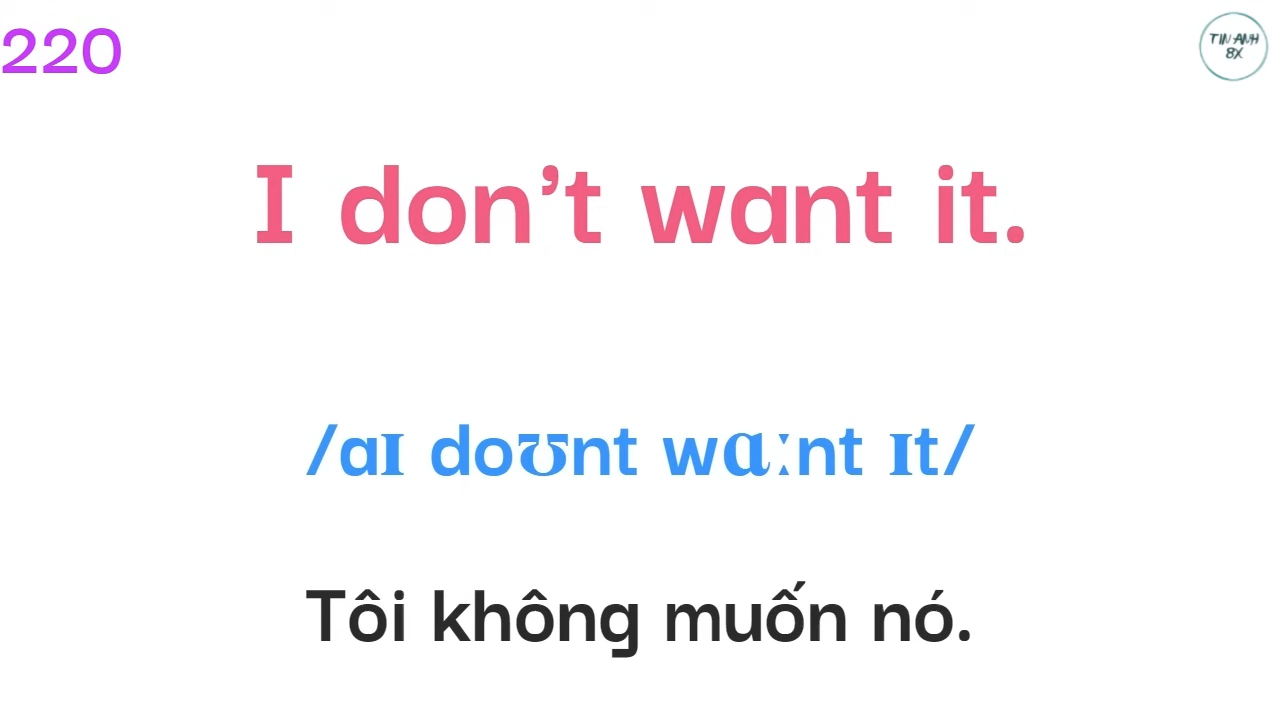 220
TIN ANH
8X
I don’t want it.
/aɪ doʊnt wɑːnt ɪt/
Tôi không muốn nó.